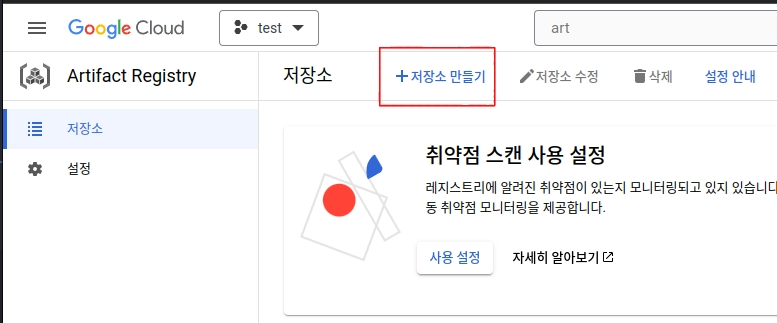 Google Cloud
test
art
Artifact Registry
저장소
저장소 만들기
저장소 수정
삭제
설정 안내
저장소
설정
취약점 스캔 사용 설정
레지스트리에 알려진 취약점이 있는지 모니터링되고 있지 있습니다
동 취약점 모니터링을 제공합니다.
사용 설정
자세히 알아보기